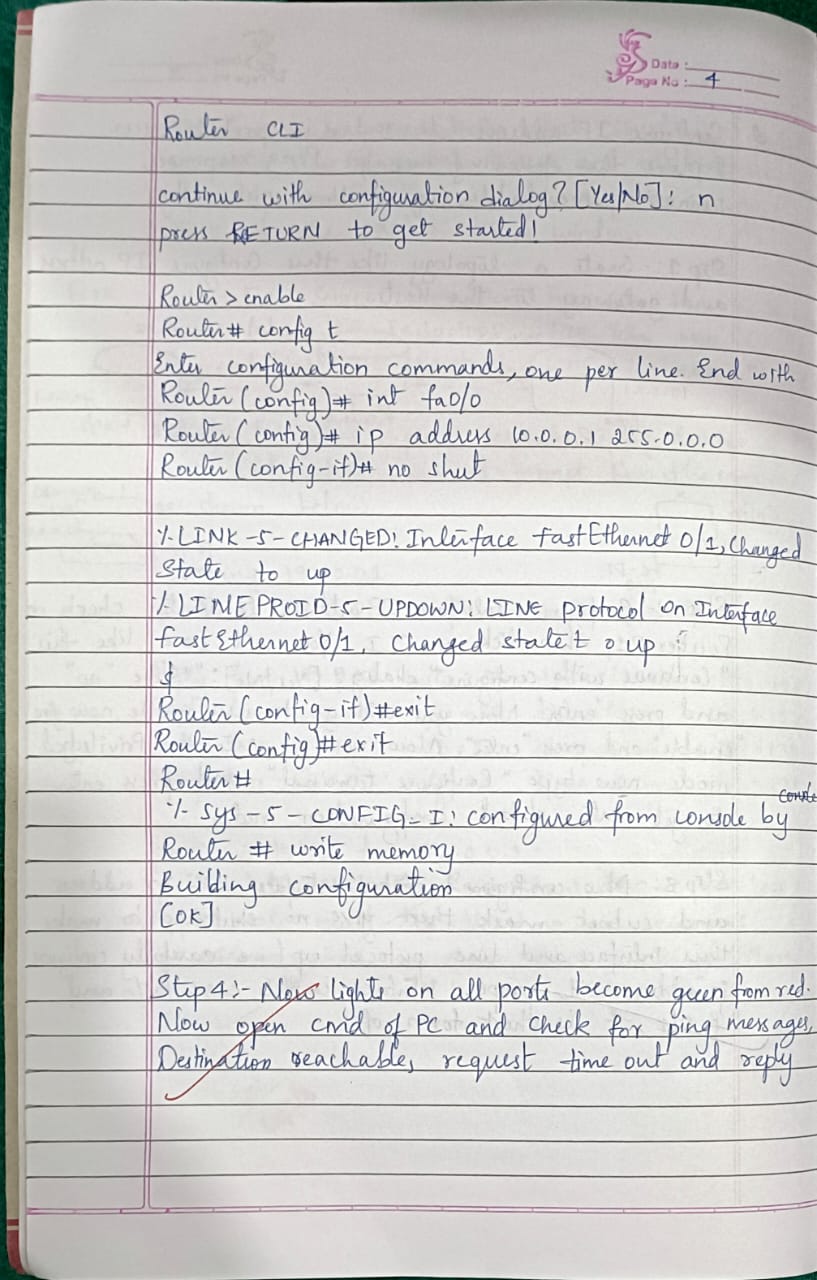 Data :
Page No : 4
Router CLI
continue with configuration dialog? [Yes/No]: n
press RETURN to get started!
Router > enable
Router # config t
Enter configuration commands, one per line. End with
Router (config)# int fa0/0
Router (config)# ip address 10.0.0.1 255.0.0.0
Router (config-if)# no shut
%LINK-5-CHANGED: Interface fastEthernet 0/1, Changed
State to up
%LINEPROID-5-UPDOWN: LINE protocol on Interface
fastEthernet 0/1, Changed state t o up
Router (config-if)#exit
Router (config)#exit
Router #
console
% Sys-5-CONFIG-I: configured from console by
Router # write memory
Building configuration
[OK]
Step 4:- Now lights on all ports become green from red.
Now open cmd of PC and check for ping messages,
Destination reachable, request time out and reply